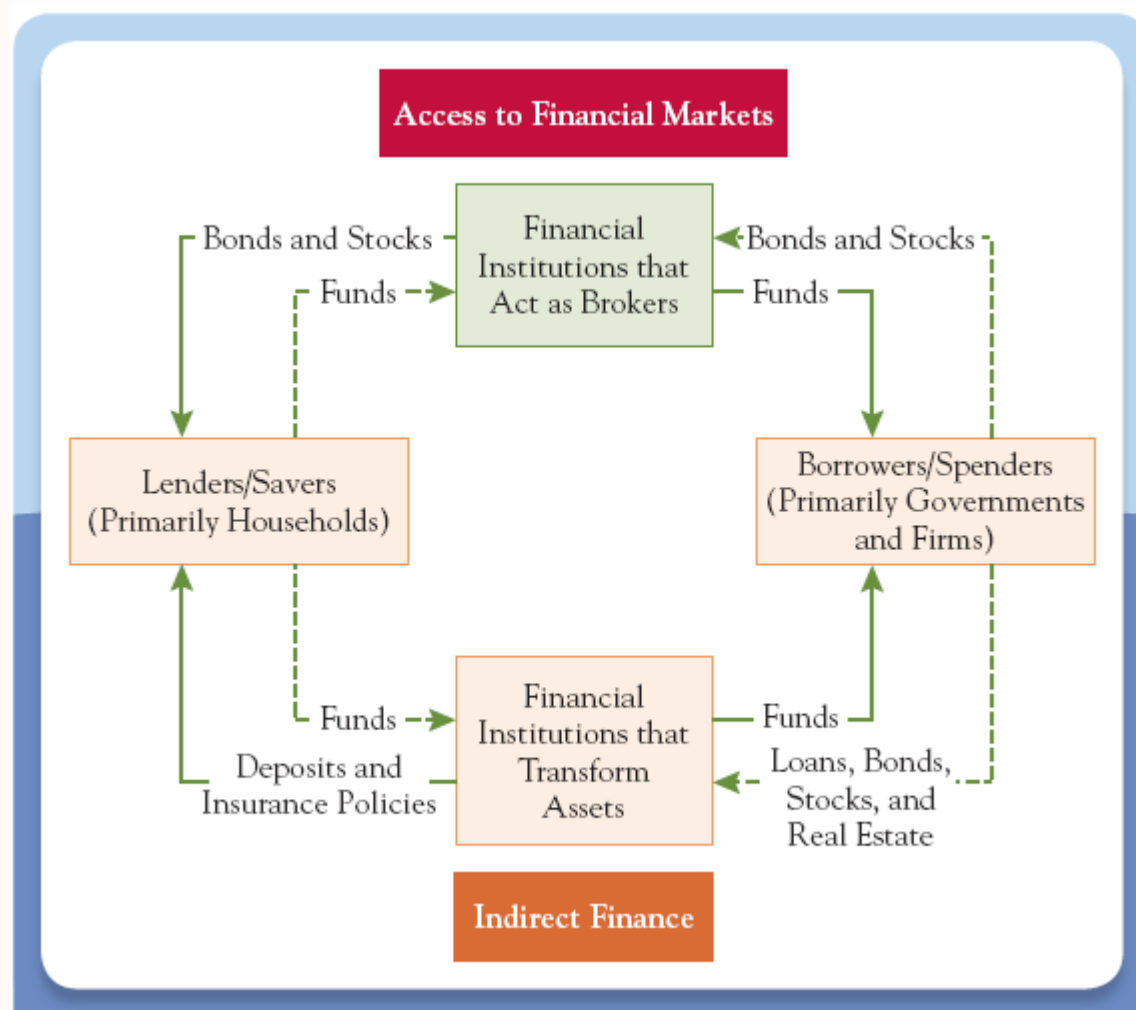 Access to Financial Markets
Bonds and Stocks
Funds
Financial
Institutions that
Act as Brokers
Bonds and Stocks
Funds
Lenders/Savers
(Primarily Households)
Borrowers/Spenders
(Primarily Governments
and Firms)
Funds
Deposits and
Insurance Policies
Financial
Institutions that
Transform
Assets
Funds
Loans, Bonds,
Stocks, and
Real Estate
Indirect Finance